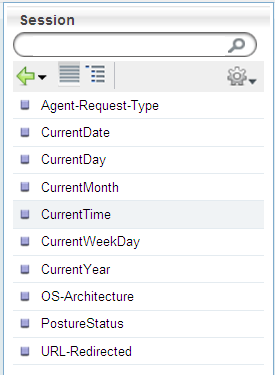 Session
Agent-Request-Type
CurrentDate
CurrentDay
CurrentMonth
CurrentTime
CurrentWeekDay
CurrentYear
OS-Architecture
PostureStatus
URL-Redirected